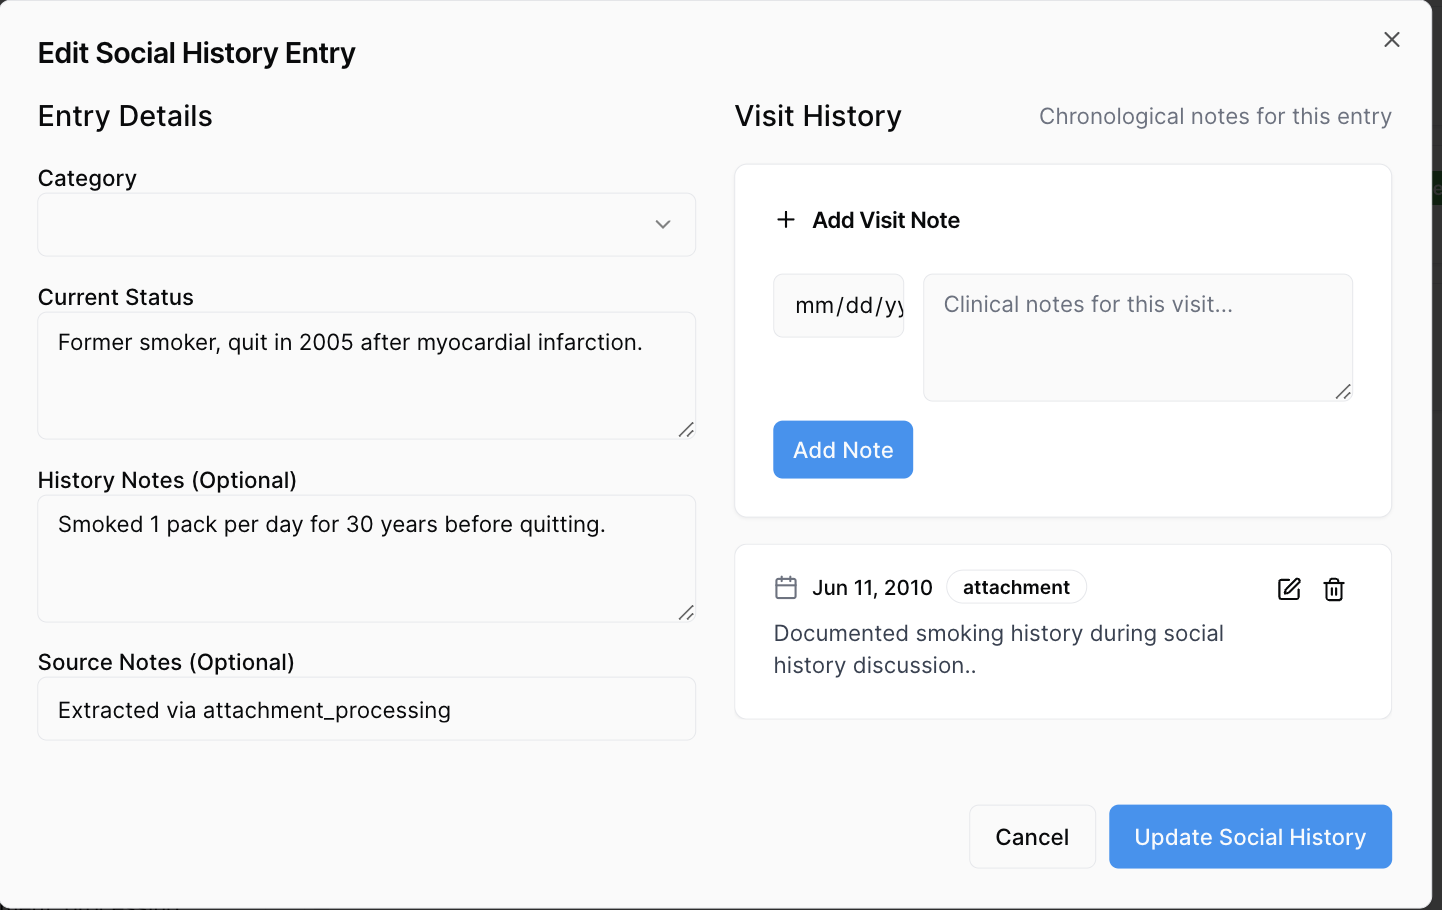 Edit Social History Entry
Entry Details
Category
Current Status
Former smoker, quit in 2005 after myocardial infarction.
History Notes (Optional)
Smoked 1 pack per day for 30 years before quitting.
Source Notes (Optional)
Extracted via attachment_processing
Visit History
Chronological notes for this entry
Add Visit Note
mm/dd/yy
Clinical notes for this visit...
Add Note
Jun 11, 2010
attachment
Documented smoking history during social
history discussion..
Cancel
Update Social History